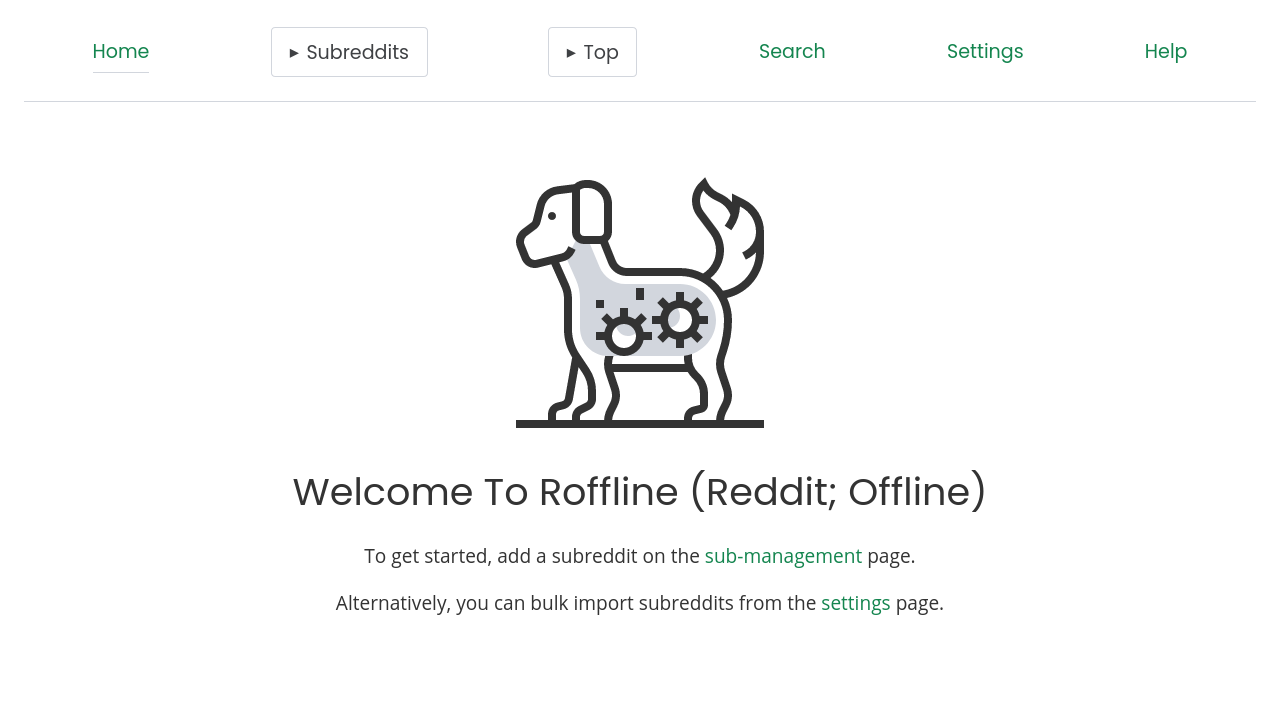 Home
▸ Subreddits
▸ Top
Search
Settings
Help
Welcome To Roffline (Reddit; Offline)
To get started, add a subreddit on the sub-management page.
Alternatively, you can bulk import subreddits from the settings page.